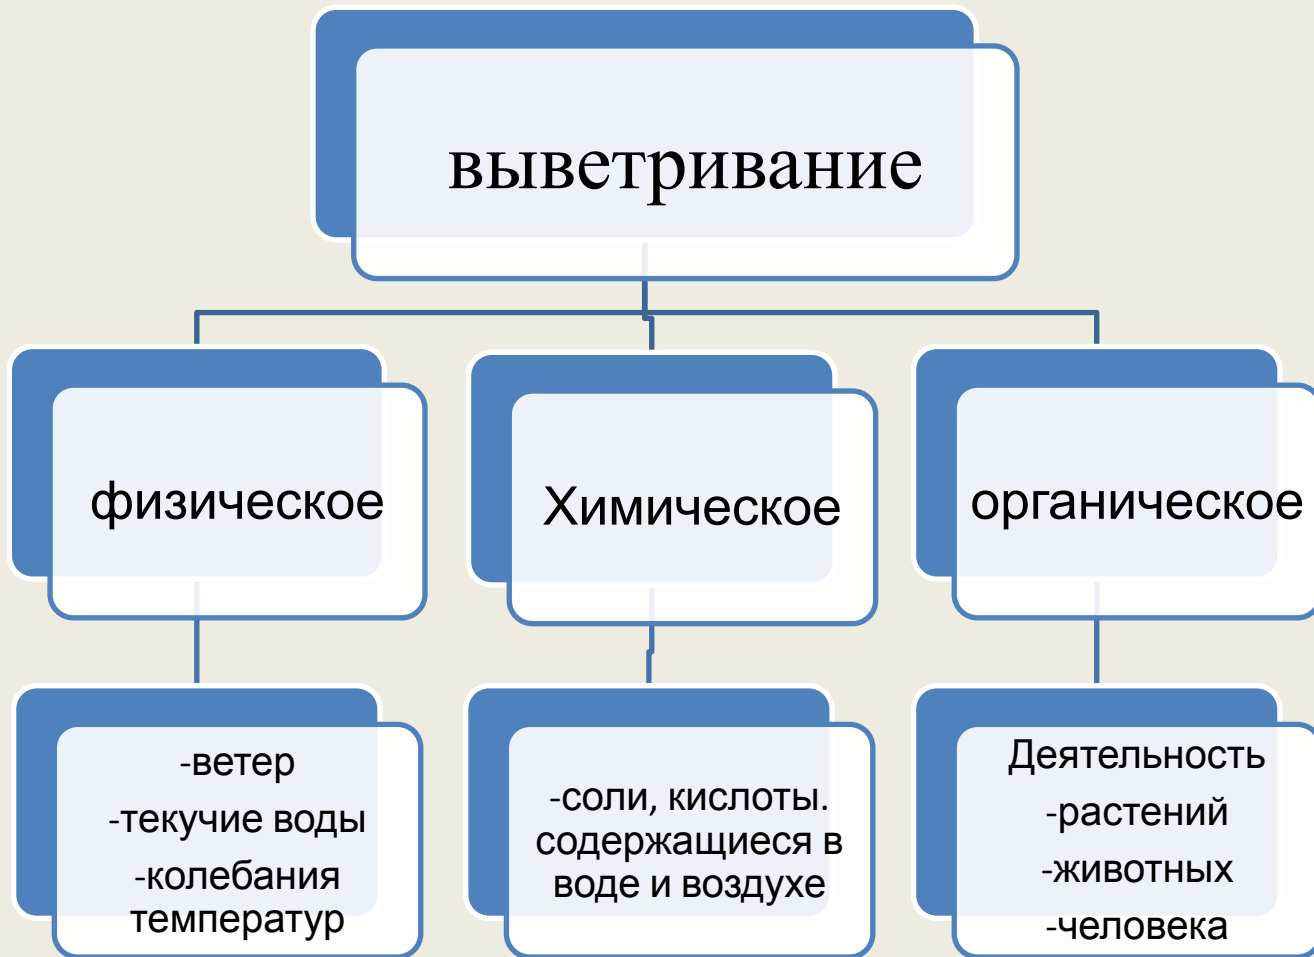 выветривание
физическое
Химическое
органическое
-ветер
-текучие воды
-колебания
температур
-соли, кислоты.
содержащиеся в
воде и воздухе
Деятельность
-растений
-животных
-человека